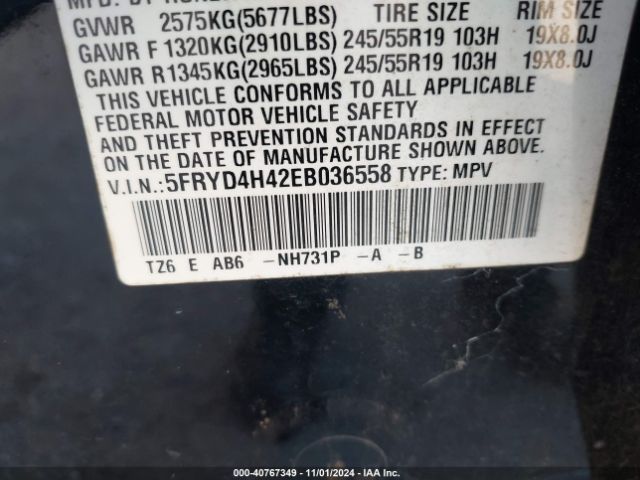 GVWR 2575KG(5677LBS) TIRE SIZE RIM SIZE
GAWR F 1320KG(2910LBS) 245/55R19 103H 19X8.0J
GAWR R 1345KG(2965LBS) 245/55R19 103H 19X8.0J
THIS VEHICLE CONFORMS TO ALL APPLICABLE
FEDERAL MOTOR VEHICLE SAFETY
AND THEFT PREVENTION STANDARDS IN EFFECT
ON THE DATE OF MANUFACTURE SHOWN ABOVE.
V.I.N.:5FRYD4H42EB036558 TYPE: MPV
TZ6 E AB6 -NH731P -A -B
© - 40767349 - 11/01/2024 - IAA Inc.